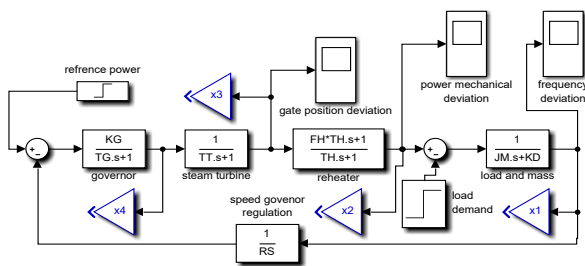 refrence power
x3
gate position deviation
power mechanical
deviation
frequency
deviation
+
−
KG
TG.s+1
governor
1
TT.s+1
steam turbine
FH*TH.s+1
TH.s+1
reheater
+
−
1
JM.s+KD
load and mass
load
demand
x4
speed govenor
regulation
x2
x1
1
RS